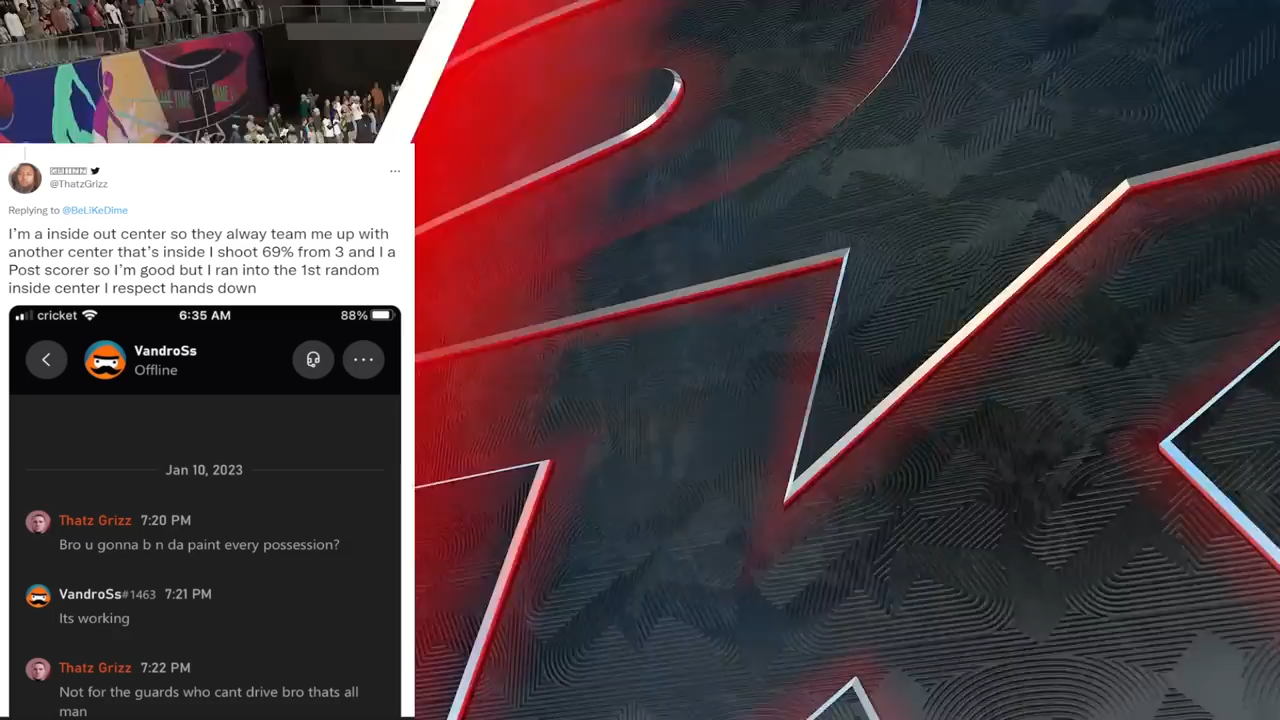 GRIZZ
@ThatzGrizz
Replying to @BeLiKeDime
I'm a inside out center so they alway team me up with
another center that's inside I shoot 69% from 3 and I a
Post scorer so I'm good but I ran into the 1st random
inside center I respect hands down
cricket 6:35 AM 88%
VandroSs
Offline
Jan 10, 2023
Thatz Grizz 7:20 PM
Bro u gonna b n da paint every possession?
VandroSs#1463 7:21 PM
Its working
Thatz Grizz 7:22 PM
Not for the guards who cant drive bro thats all
man